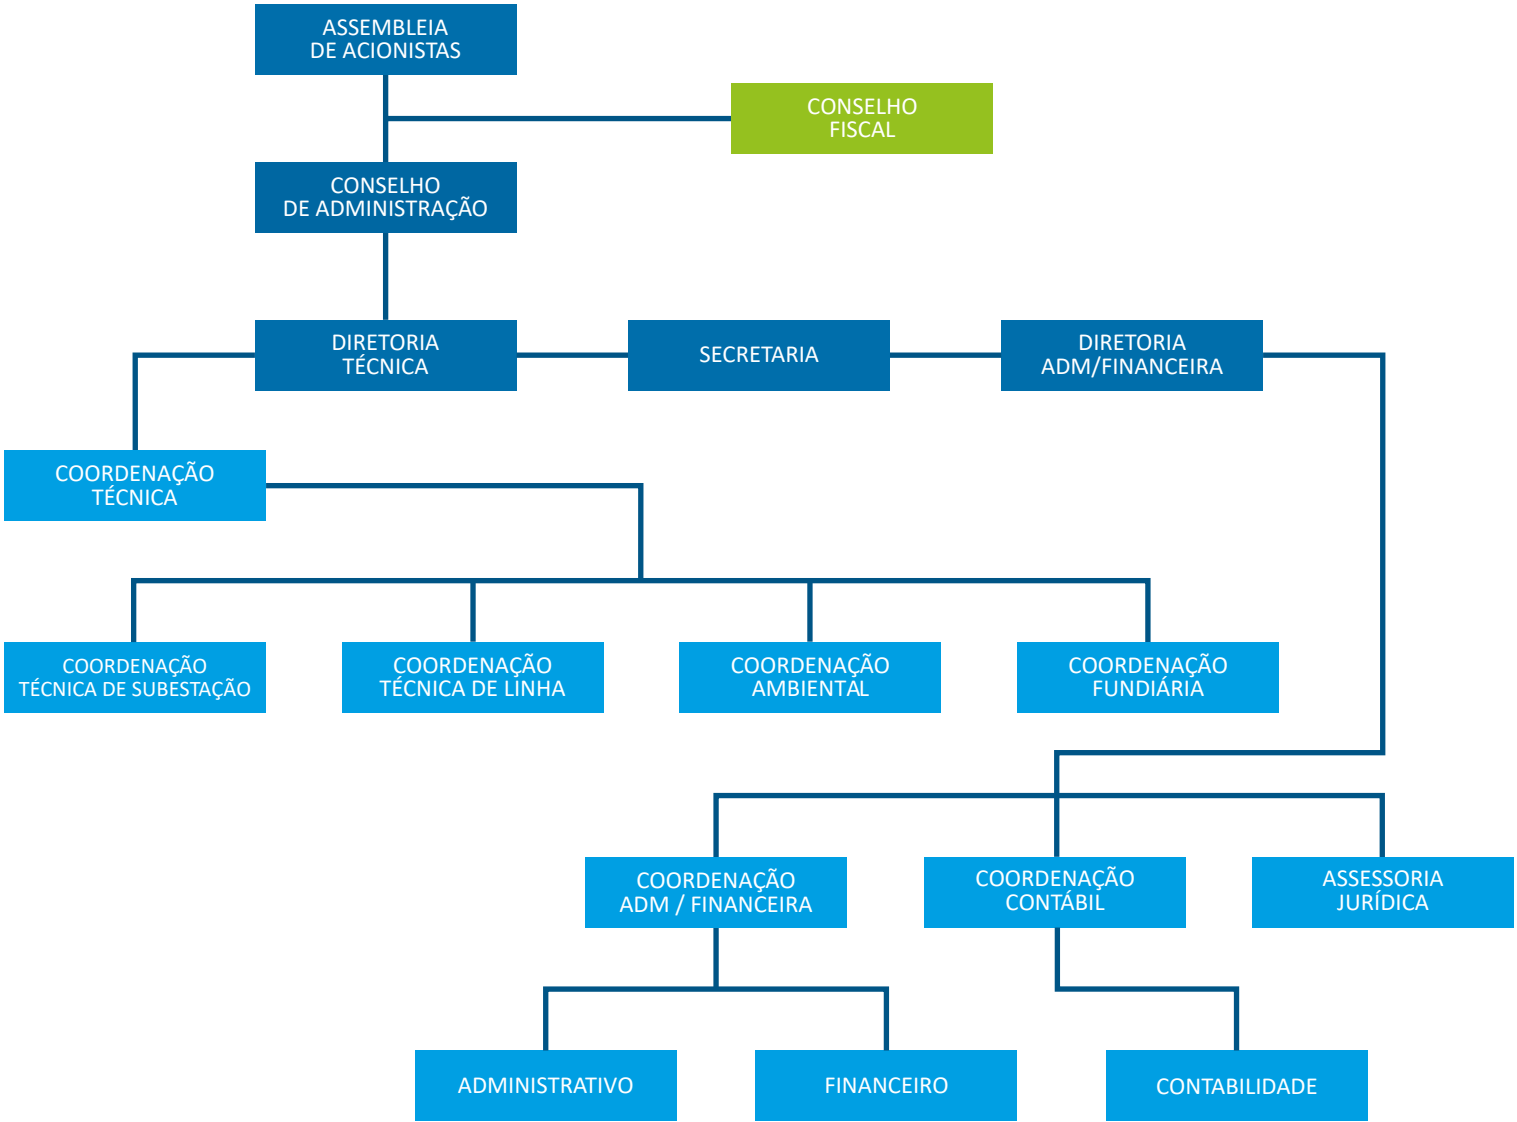 ASSEMBLEIA
DE ACIONISTAS
CONSELHO
FISCAL
CONSELHO
DE ADMINISTRAÇÃO
DIRETORIA
TÉCNICA
SECRETARIA
DIRETORIA
ADM/FINANCEIRA
COORDENAÇÃO
TÉCNICA
COORDENAÇÃO
TÉCNICA DE SUBESTAÇÃO
COORDENAÇÃO
TÉCNICA DE LINHA
COORDENAÇÃO
AMBIENTAL
COORDENAÇÃO
FUNDIÁRIA
COORDENAÇÃO
ADM / FINANCEIRA
COORDENAÇÃO
CONTÁBIL
ASSESSORIA
JURÍDICA
ADMINISTRATIVO
FINANCEIRO
CONTABILIDADE